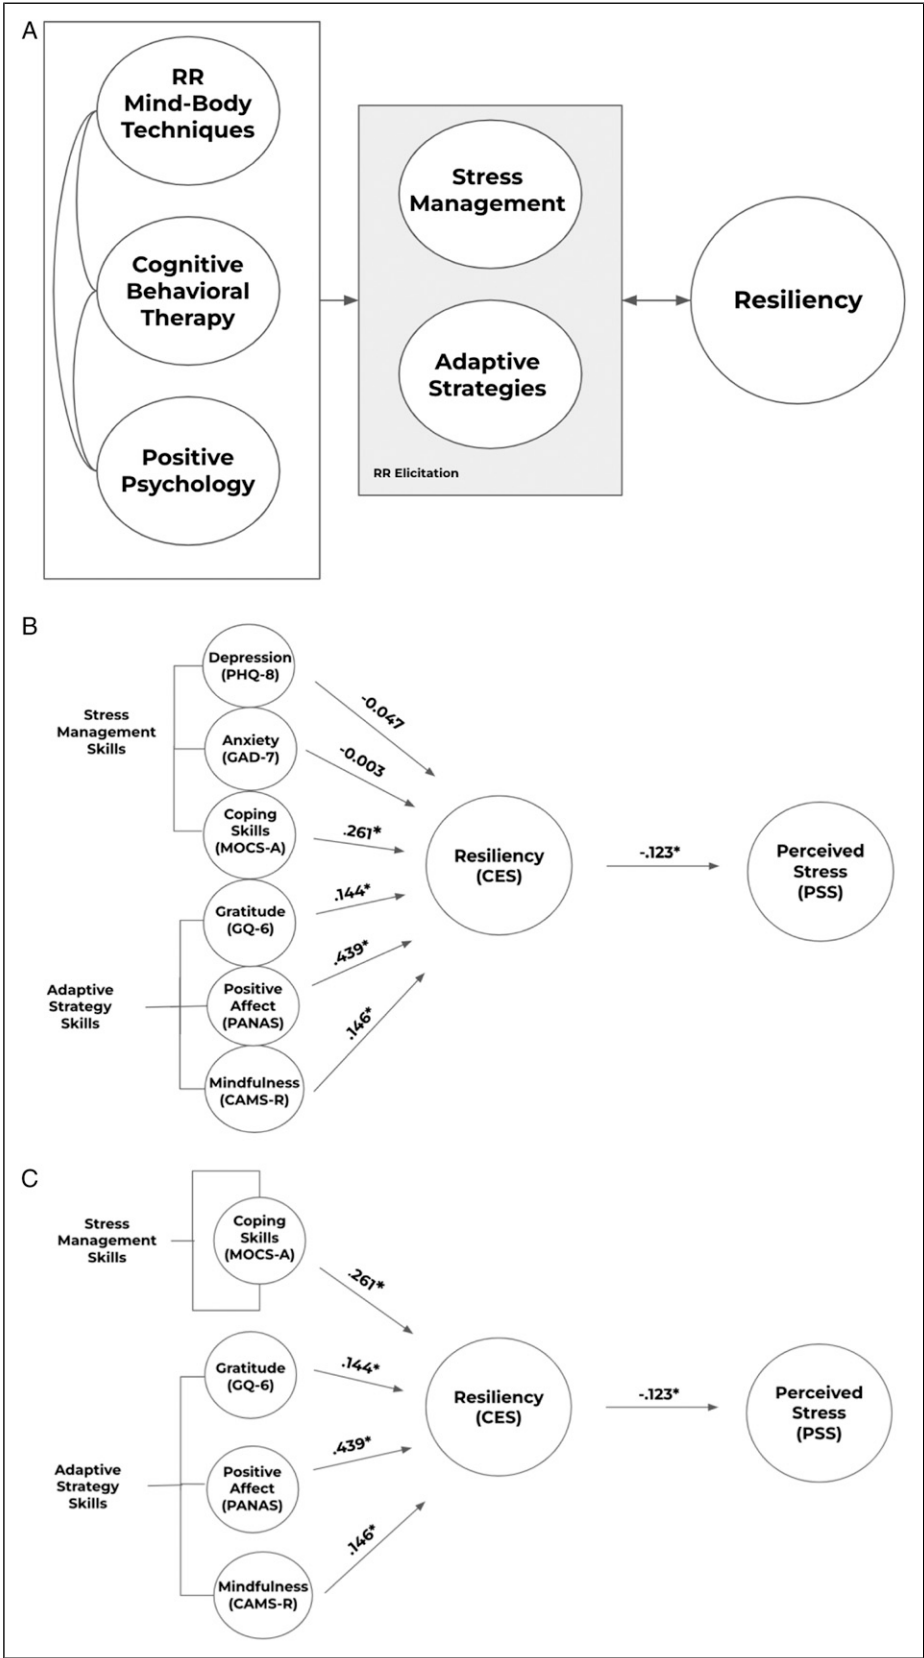 A
RR
Mind-Body
Techniques
Cognitive
Behavioral
Therapy
Positive
Psychology
Stress
Management
Adaptive
Strategies
RR Elicitation
Resiliency
B
Stress
Management
Skills
Depression
(PHQ-8)
Anxiety
(GAD-7)
Coping
Skills
(MOCS-A)
Adaptive
Strategy
Skills
Gratitude
(GQ-6)
Positive
Affect
(PANAS)
Mindfulness
(CAMS-R)
-0.047
-0.003
.261*
.144*
.439*
.146*
Resiliency
(CES)
-.123*
Perceived
Stress
(PSS)
C
Stress
Management
Skills
Coping
Skills
(MOCS-A)
Adaptive
Strategy
Skills
Gratitude
(GQ-6)
Positive
Affect
(PANAS)
Mindfulness
(CAMS-R)
.261*
.144*
.439*
.146*
Resiliency
(CES)
-.123*
Perceived
Stress
(PSS)